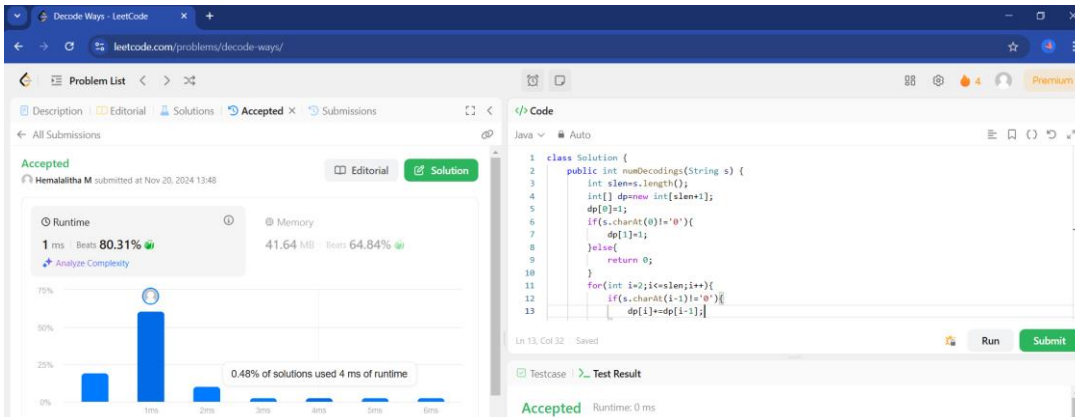 Decode Ways - LeetCode
leetcode.com/problems/decode-ways/
Problem List
4
Premium
Description
Editorial
Solutions
Accepted
Submissions
All Submissions
Accepted
Hemalalitha M submitted at Nov 20, 2024 13:48
Editorial
Solution
Runtime
1 ms Beats 80.31%
Analyze Complexity
Memory
41.64 MB Beats 64.84%
75%
50%
25%
0%
0.48% of solutions used 4 ms of runtime
1ms 2ms 3ms 4ms 5ms 6ms
</> Code
Java
Auto
1 class Solution {
2 public int numDecodings(String s) {
3 int slen=s.length();
4 int[] dp=new int[slen+1];
5 dp[0]=1;
6 if(s.charAt(0)!='0'){
7 dp[1]=1;
8 }else{
9 return 0;
10 }
11 for(int i=2;i<=slen;i++){
12 if(s.charAt(i-1)!='0'){
13 dp[i]+=dp[i-1];
Ln 13, Col 32 Saved
Run
Submit
Testcase
Test Result
Accepted Runtime: 0 ms